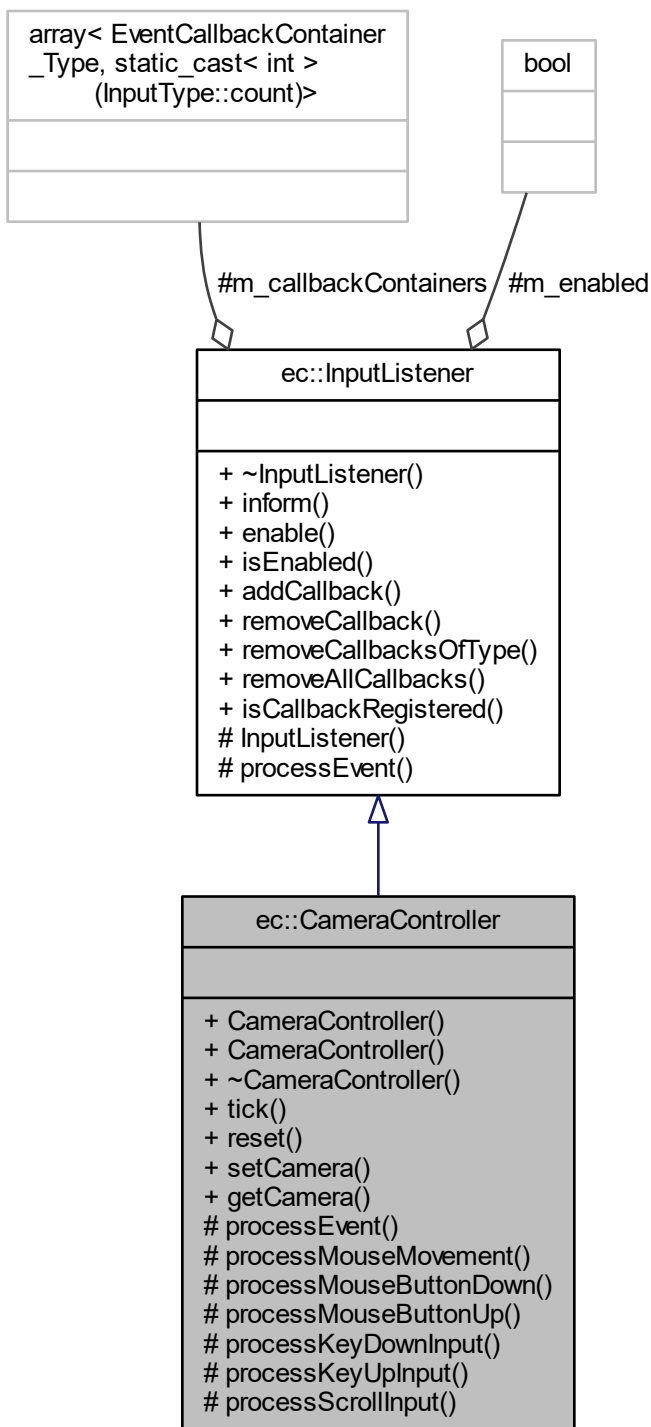 array< EventCallbackContainer
_Type, static_cast< int >
(InputType::count)>
bool
#m_callbackContainers
#m_enabled
ec::InputListener
+ ~InputListener()
+ inform()
+ enable()
+ isEnabled()
+ addCallback()
+ removeCallback()
+ removeCallbacksOfType()
+ removeAllCallbacks()
+ isCallbackRegistered()
# InputListener()
# processEvent()
ec::CameraController
+ CameraController()
+ CameraController()
+ ~CameraController()
+ tick()
+ reset()
+ setCamera()
+ getCamera()
# processEvent()
# processMouseMovement()
# processMouseButtonDown()
# processMouseButtonUp()
# processKeyDownInput()
# processKeyUpInput()
# processScrollInput()